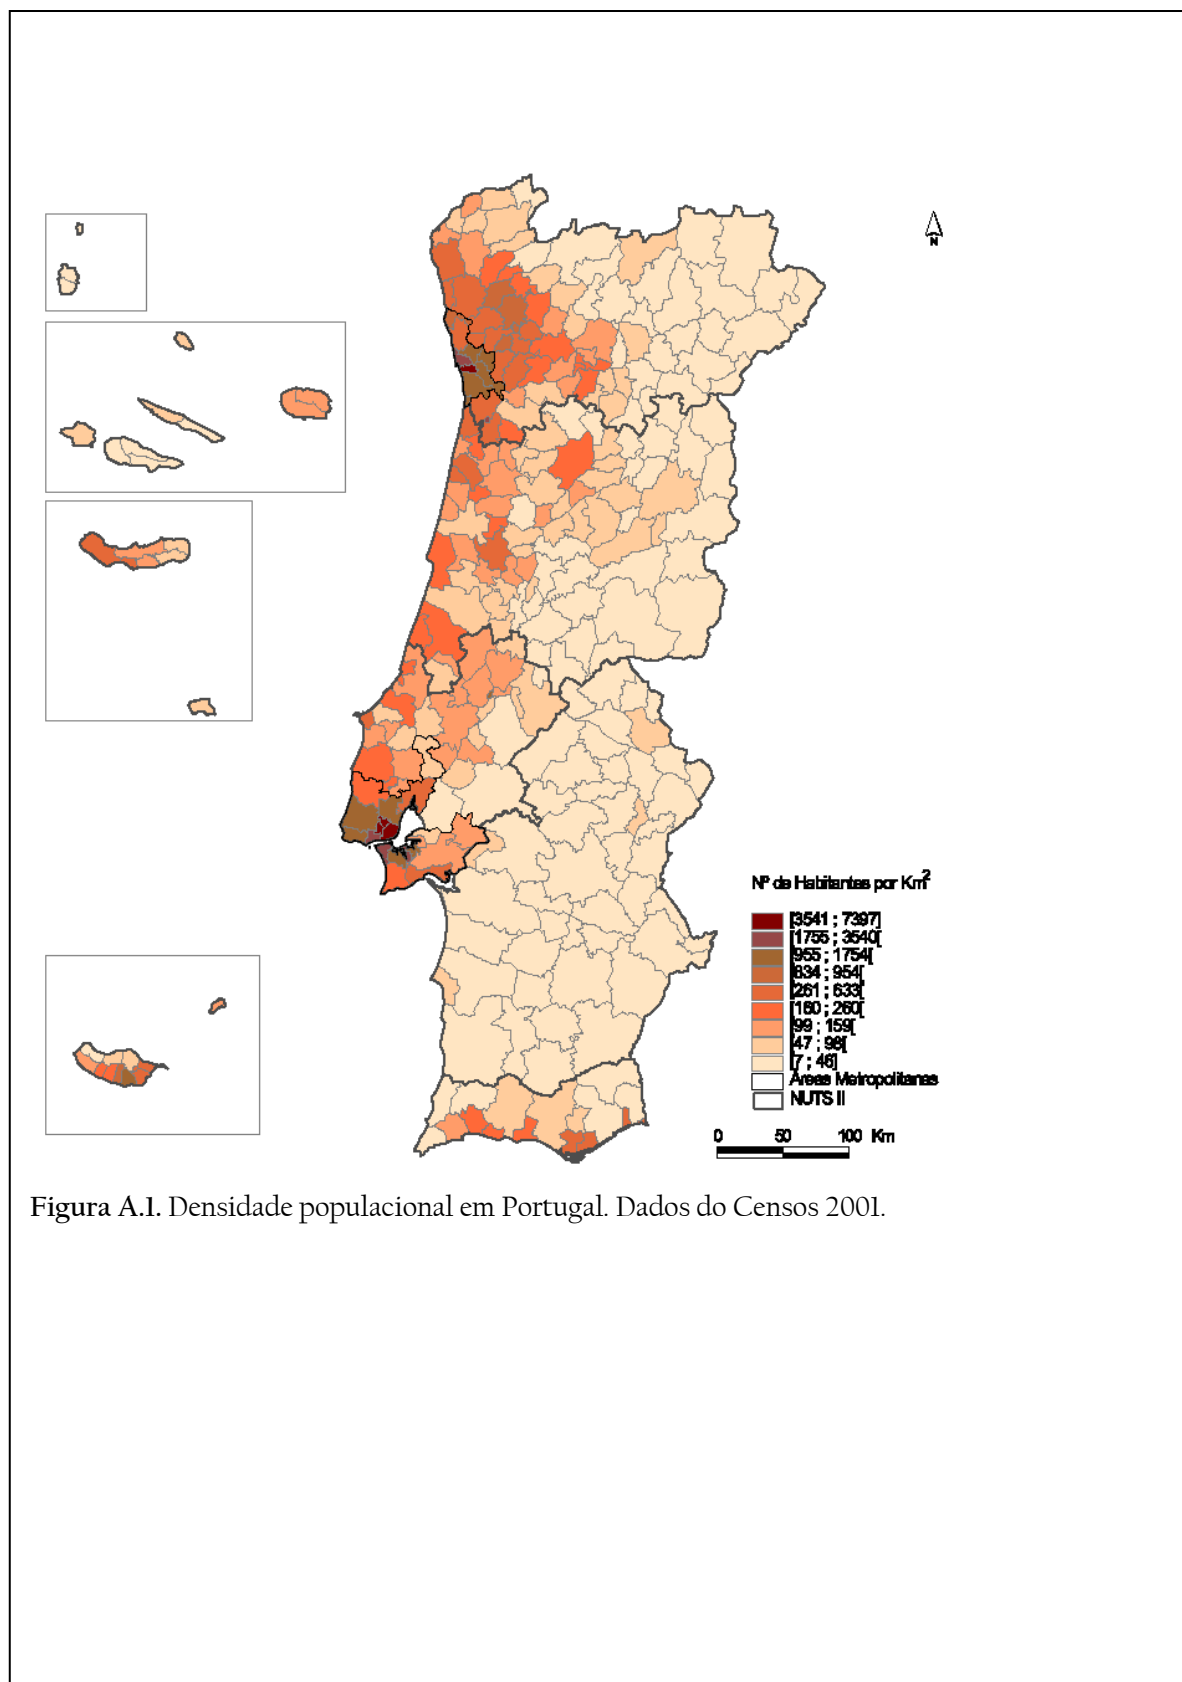 N
Nº de Habitantes por Km²
[3541 ; 7397]
[1755 ; 3540[
[955 ; 1754[
[634 ; 954[
[261 ; 633[
[160 ; 260[
[99 ; 159[
[47 ; 98[
[7 ; 46]
Áreas Metropolitanas
NUTS II
0 50 100 Km
Figura A.1. Densidade populacional em Portugal. Dados do Censos 2001.